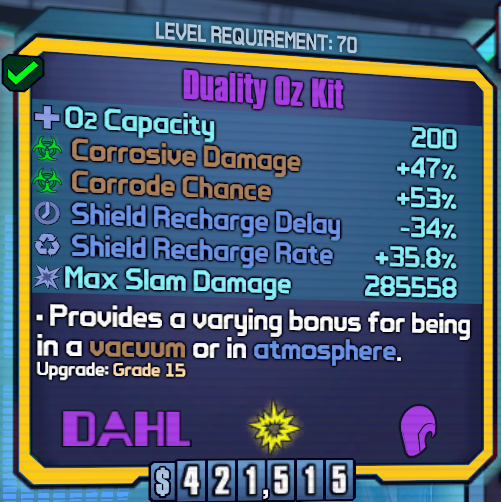 LEVEL REQUIREMENT: 70
Duality Oz Kit
O2 Capacity 200
Corrosive Damage +47%
Corrode Chance +53%
Shield Recharge Delay -34%
Shield Recharge Rate +35.8%
Max Slam Damage 285558
• Provides a varying bonus for being
in a vacuum or in atmosphere.
Upgrade: Grade 15
DAHL
$421,515